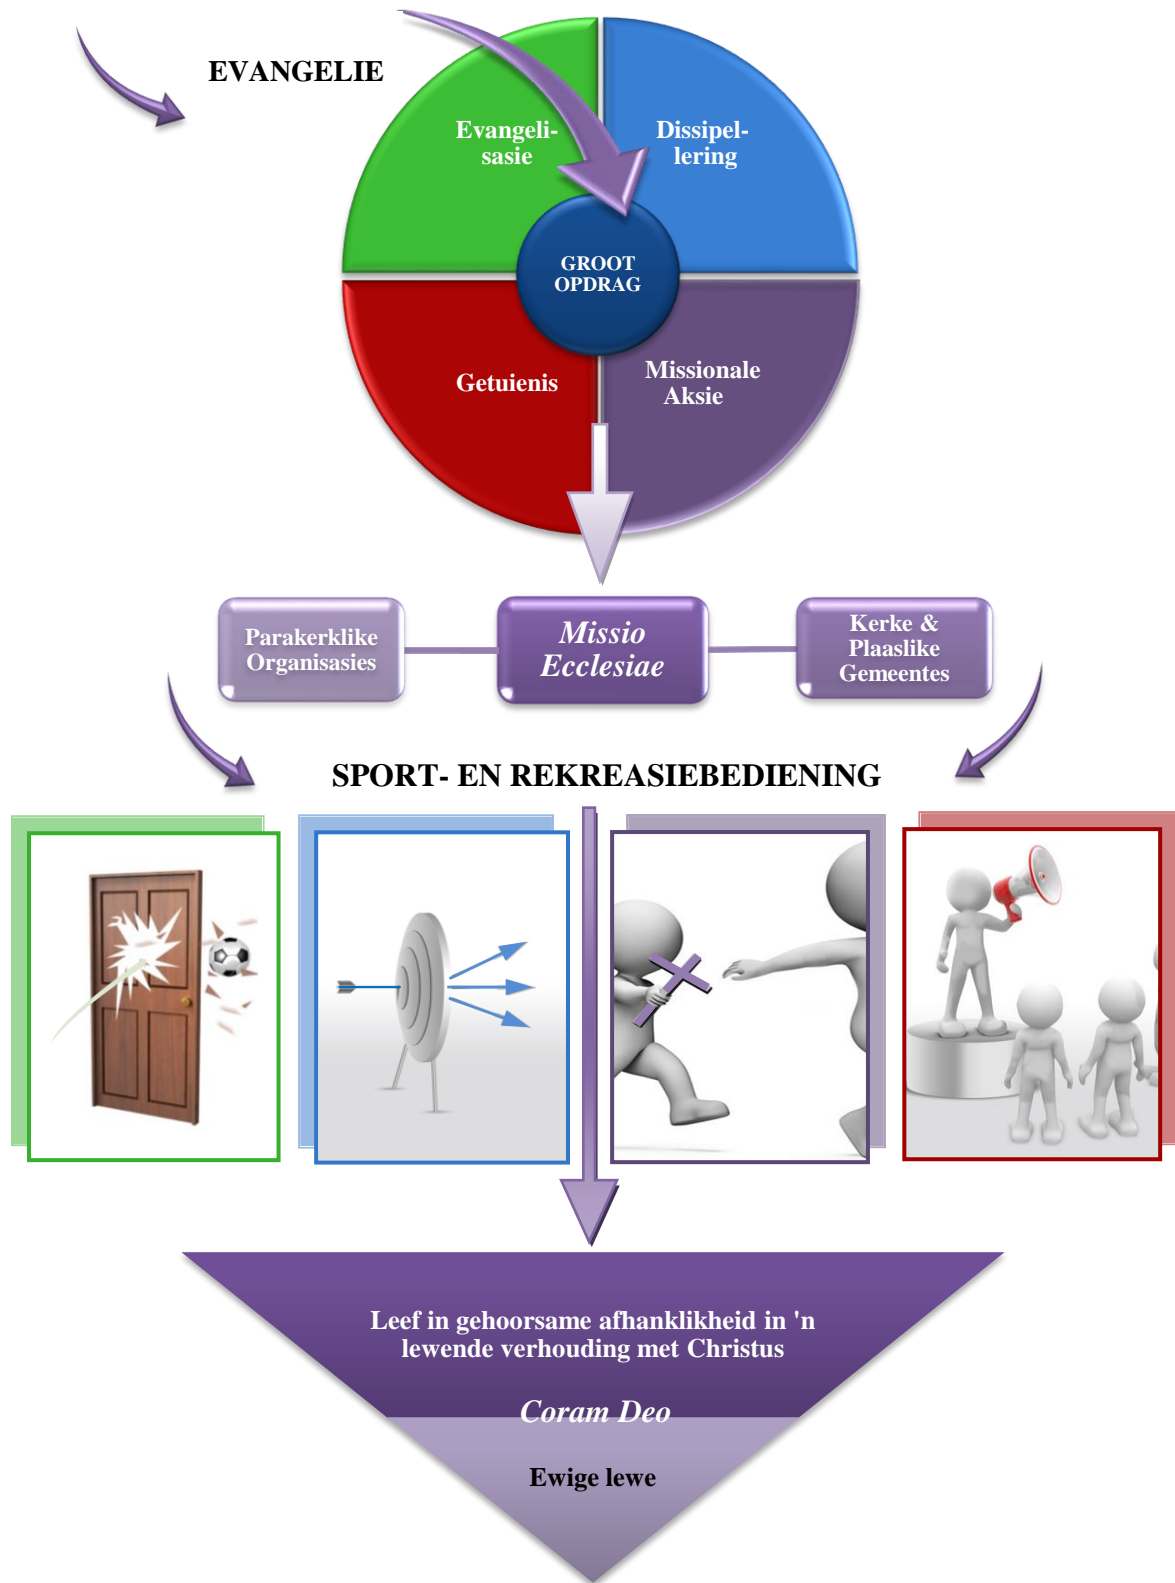 EVANGELIE
Evangeli-
sasie
Dissipel-
lering
GROOT
OPDRAG
Getuienis
Missionale
Aksie
Parakerklike
Organisasies
Missio
Ecclesiae
Kerke &
Plaaslike
Gemeentes
SPORT- EN REKREASIEBEDIENING
Leef in gehoorsame afhanklikheid in 'n
lewende verhouding met Christus
Coram Deo
Ewige lewe